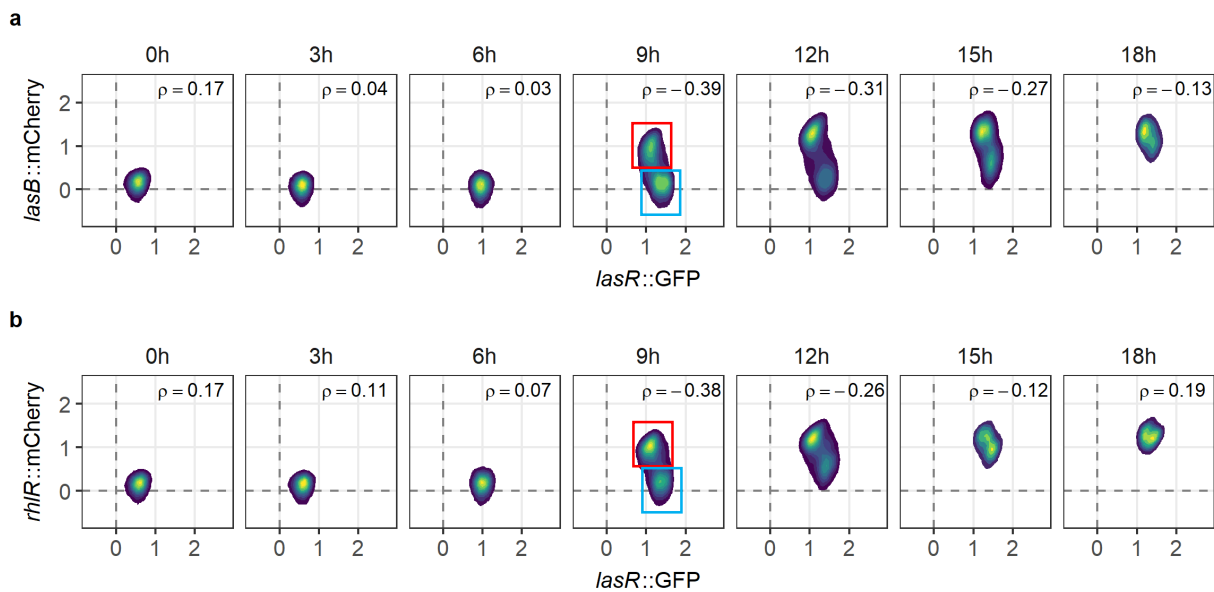 a
0h 3h 6h 9h 12h 15h 18h
ρ = 0.17 ρ = 0.04 ρ = 0.03 ρ = −0.39 ρ = −0.31 ρ = −0.27 ρ = −0.13
2
1
0
lasB::mCherry
0 1 2 0 1 2 0 1 2 0 1 2 0 1 2 0 1 2 0 1 2
lasR::GFP
b
0h 3h 6h 9h 12h 15h 18h
ρ = 0.17 ρ = 0.11 ρ = 0.07 ρ = −0.38 ρ = −0.26 ρ = −0.12 ρ = 0.19
2
1
0
rhlR::mCherry
0 1 2 0 1 2 0 1 2 0 1 2 0 1 2 0 1 2 0 1 2
lasR::GFP